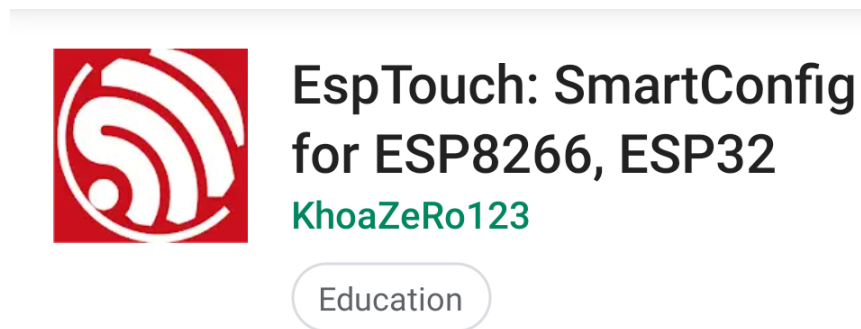 EspTouch: SmartConfig
for ESP8266, ESP32
KhoaZeRo123
Education